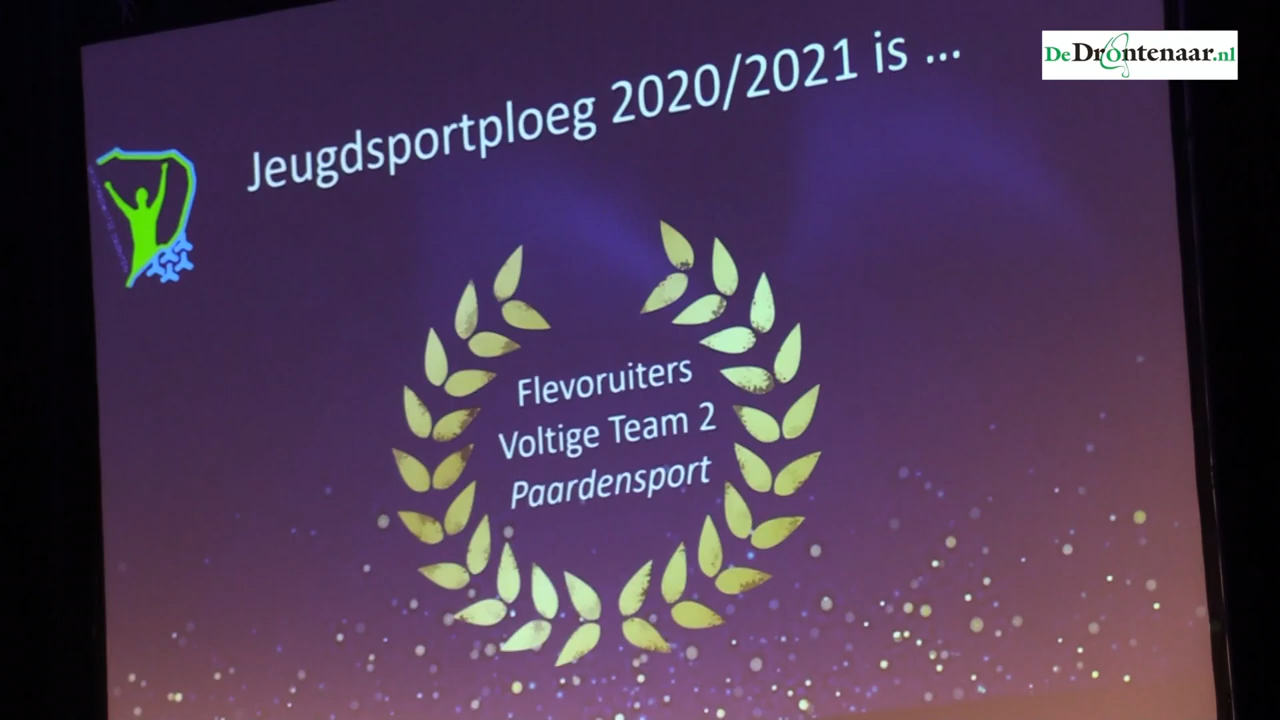 DeDrontenaar.nl
Jeugdsportploeg 2020/2021 is ...
Flevoruiters
Voltige Team 2
Paardensport